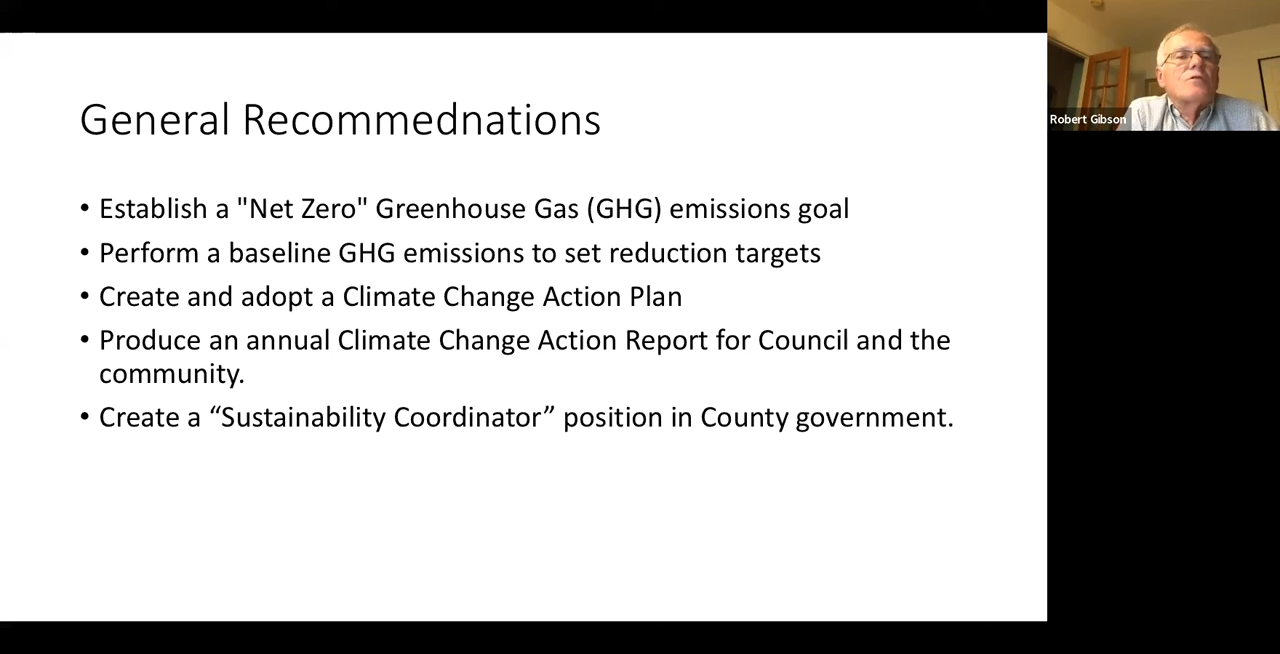 General Recommednations
• Establish a "Net Zero" Greenhouse Gas (GHG) emissions goal
• Perform a baseline GHG emissions to set reduction targets
• Create and adopt a Climate Change Action Plan
• Produce an annual Climate Change Action Report for Council and the
community.
• Create a “Sustainability Coordinator” position in County government.
Robert Gibson